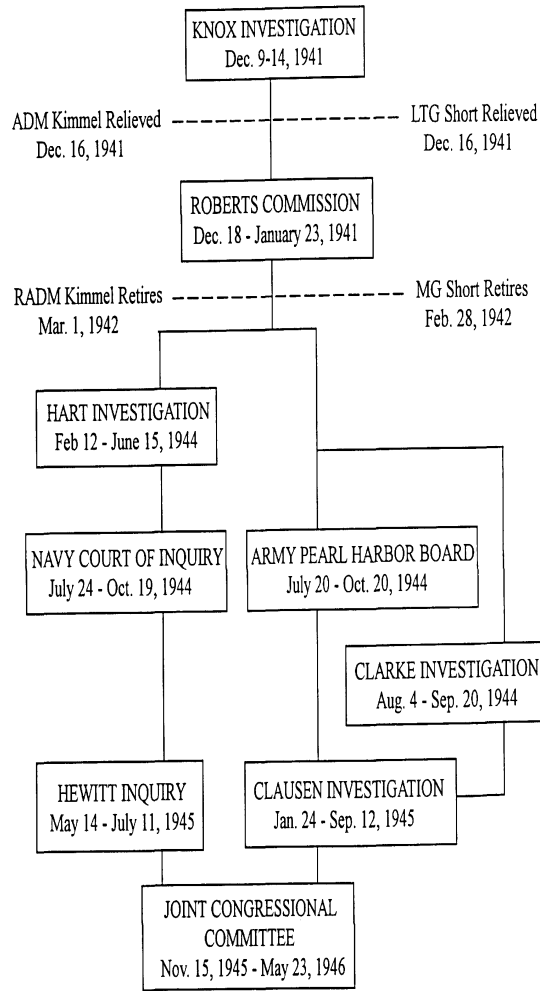 KNOX INVESTIGATION
Dec. 9-14, 1941
ADM Kimmel Relieved
Dec. 16, 1941
LTG Short Relieved
Dec. 16, 1941
ROBERTS COMMISSION
Dec. 18 - January 23, 1941
RADM Kimmel Retires
Mar. 1, 1942
MG Short Retires
Feb. 28, 1942
HART INVESTIGATION
Feb 12 - June 15, 1944
NAVY COURT OF INQUIRY
July 24 - Oct. 19, 1944
ARMY PEARL HARBOR BOARD
July 20 - Oct. 20, 1944
CLARKE INVESTIGATION
Aug. 4 - Sep. 20, 1944
HEWITT INQUIRY
May 14 - July 11, 1945
CLAUSEN INVESTIGATION
Jan. 24 - Sep. 12, 1945
JOINT CONGRESSIONAL
COMMITTEE
Nov. 15, 1945 - May 23, 1946